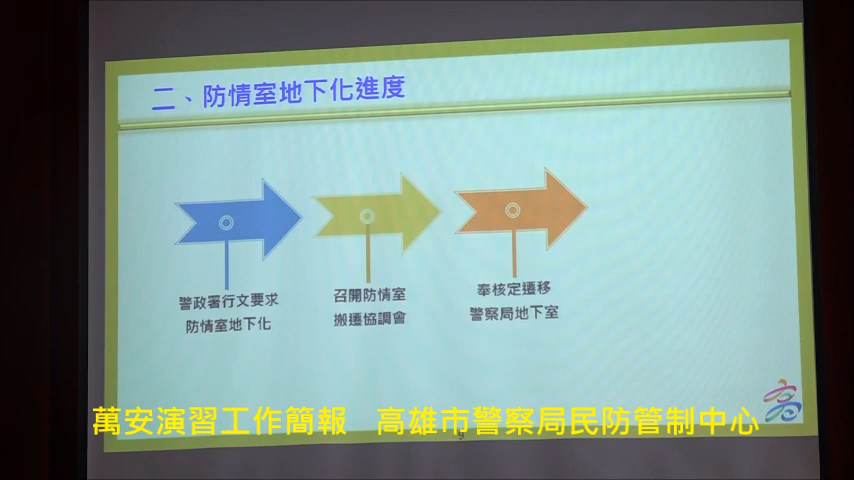 二、防情室地下化進度
警政署行文要求
防情室地下化
召開防情室
搬遷協調會
奉核定遷移
警察局地下室
萬安演習工作簡報 高雄市警察局民防管制中心